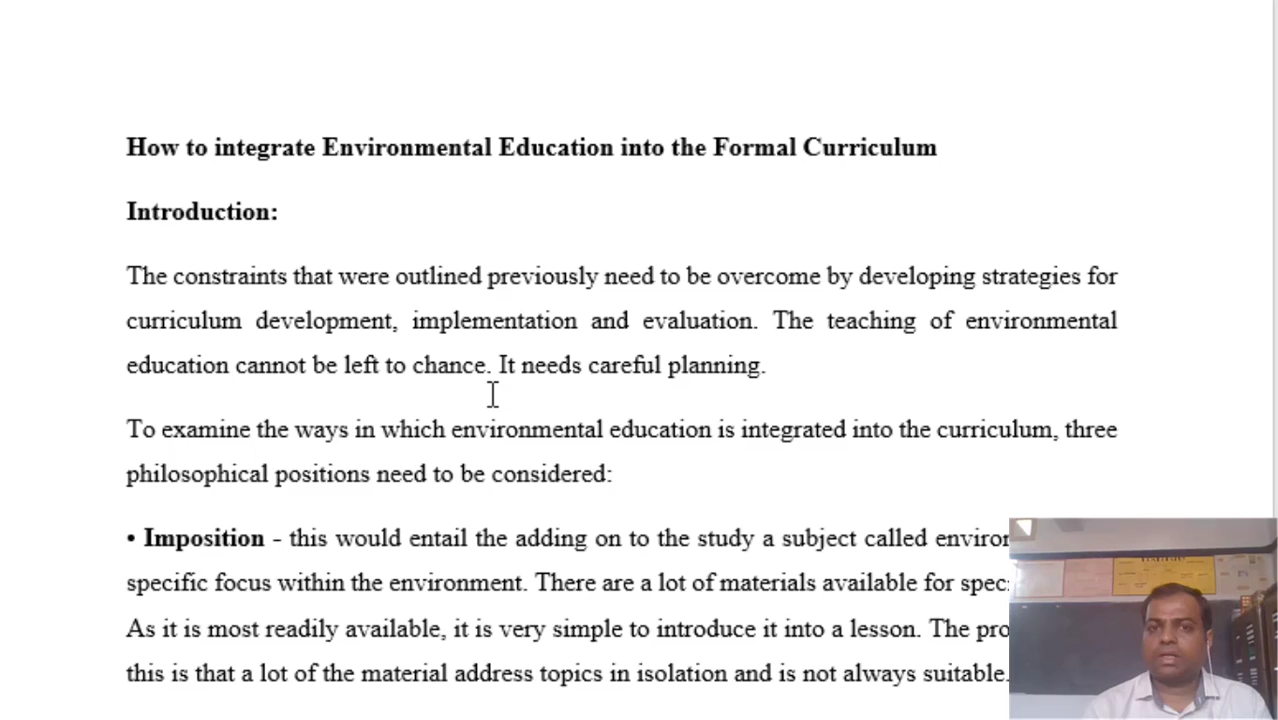 How to integrate Environmental Education into the Formal Curriculum
Introduction:
The constraints that were outlined previously need to be overcome by developing strategies for
curriculum development, implementation and evaluation. The teaching of environmental
education cannot be left to chance. It needs careful planning.
To examine the ways in which environmental education is integrated into the curriculum, three
philosophical positions need to be considered:
• Imposition - this would entail the adding on to the study a subject called
specific focus within the environment. There are a lot of materials available for
As it is most readily available, it is very simple to introduce it into a lesson. The
this is that a lot of the material address topics in isolation and is not always suitable.